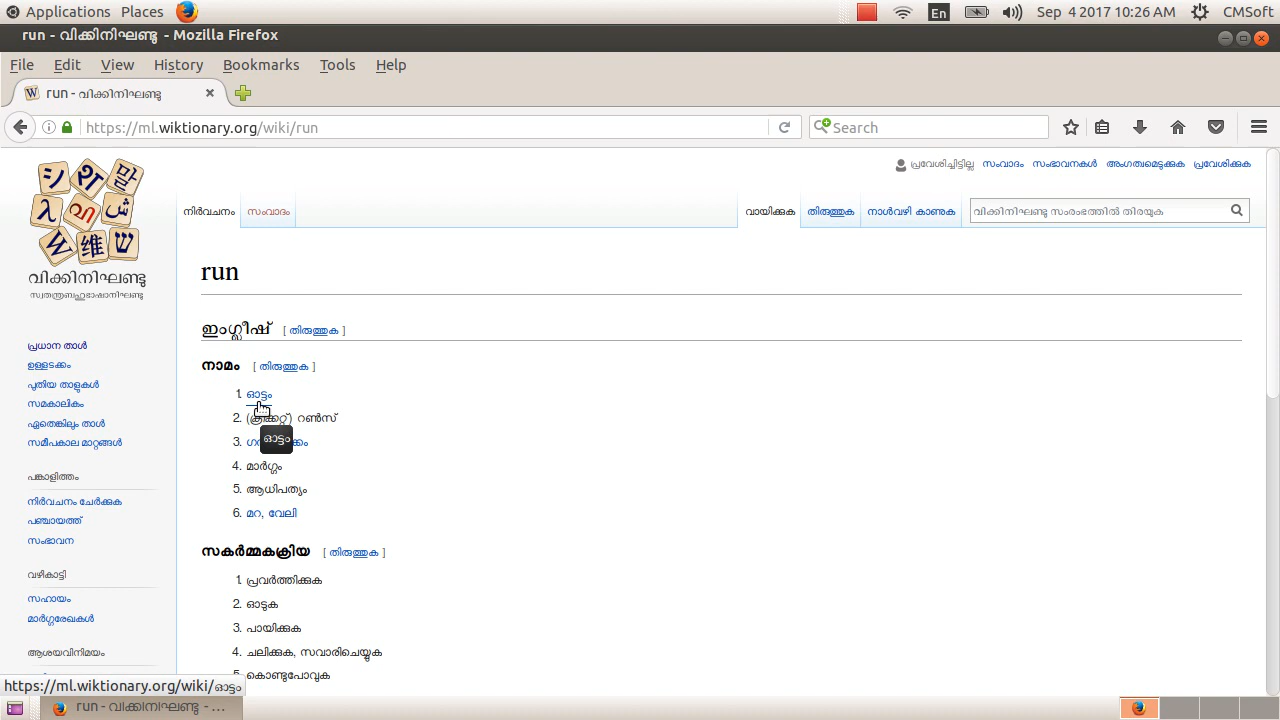 Applications Places En Sep 4 2017 10:26 AM CMSoft
run - വിക്കിനിഘണ്ടു - Mozilla Firefox
File Edit View History Bookmarks Tools Help
run - വിക്കിനിഘണ്ടു
https://ml.wiktionary.org/wiki/run Search
പ്രവേശിച്ചിട്ടില്ല സംവാദം സംഭാവനകൾ അംഗത്വമെടുക്കുക പ്രവേശിക്കുക
നിർവചനം സംവാദം വായിക്കുക തിരുത്തുക നാൾവഴി കാണുക വിക്കിനിഘണ്ടു സംരംഭത്തിൽ തിരയുക
വിക്കിനിഘണ്ടു
സ്വതന്ത്രബഹുഭാഷാനിഘണ്ടു
പ്രധാന താൾ
ഉള്ളടക്കം
പുതിയ താളുകൾ
സമകാലികം
ഏതെങ്കിലും താൾ
സമീപകാല മാറ്റങ്ങൾ
പങ്കാളിത്തം
നിർവചനം ചേർക്കുക
പഞ്ചായത്ത്
സംഭാവന
വഴികാട്ടി
സഹായം
മാർഗ്ഗരേഖകൾ
ആശയവിനിമയം
run
ഇംഗ്ലീഷ് [ തിരുത്തുക ]
നാമം [ തിരുത്തുക ]
1. ഓട്ടം
2. (ക്രിക്കറ്റ്) റൺസ്
ഓട്ടം
4. മാർഗ്ഗം
5. ആധിപത്യം
6. മറ, വേലി
സകർമ്മകക്രിയ [ തിരുത്തുക ]
1. പ്രവർത്തിക്കുക
2. ഓടുക
3. പായിക്കുക
4. ചലിക്കുക, സവാരിചെയ്യുക
5. കൊണ്ടുപോവുക
https://ml.wiktionary.org/wiki/ഓട്ടം
run - വിക്കിനിഘണ്ടു - ...